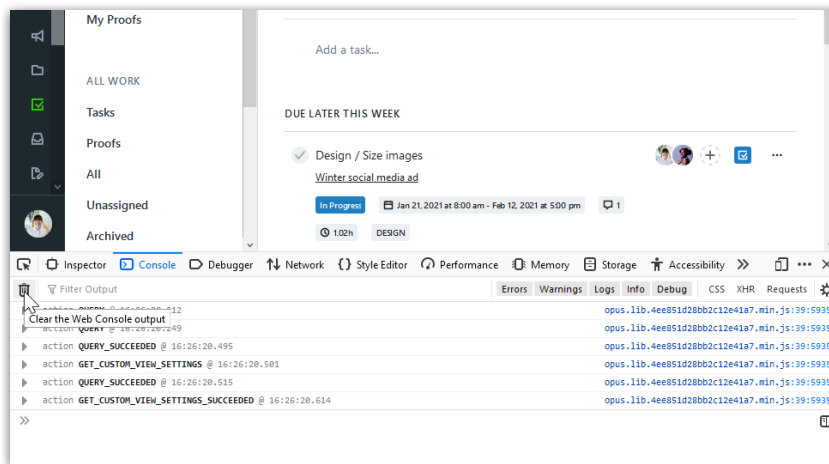 My Proofs
ALL WORK
Tasks
Proofs
All
Unassigned
Archived
Add a task...
DUE LATER THIS WEEK
Design / Size images
Winter social media ad
In Progress Jan 21, 2021 at 8:00 am - Feb 12, 2021 at 5:00 pm 1
1.02h DESIGN
Inspector Console Debugger Network {} Style Editor Performance Memory Storage Accessibility
Filter Output Errors Warnings Logs Info Debug CSS XHR Requests
opus.lib.4ee851d28bb2c12e41a7.min.js:39:5935
Clear the Web Console output
opus.lib.4ee851d28bb2c12e41a7.min.js:39:5935
action QUERY_SUCCEEDED @ 16:26:20.495 opus.lib.4ee851d28bb2c12e41a7.min.js:39:5935
action GET_CUSTOM_VIEW_SETTINGS @ 16:26:20.501 opus.lib.4ee851d28bb2c12e41a7.min.js:39:5935
action QUERY_SUCCEEDED @ 16:26:20.515 opus.lib.4ee851d28bb2c12e41a7.min.js:39:5935
action GET_CUSTOM_VIEW_SETTINGS_SUCCEEDED @ 16:26:20.614 opus.lib.4ee851d28bb2c12e41a7.min.js:39:5935